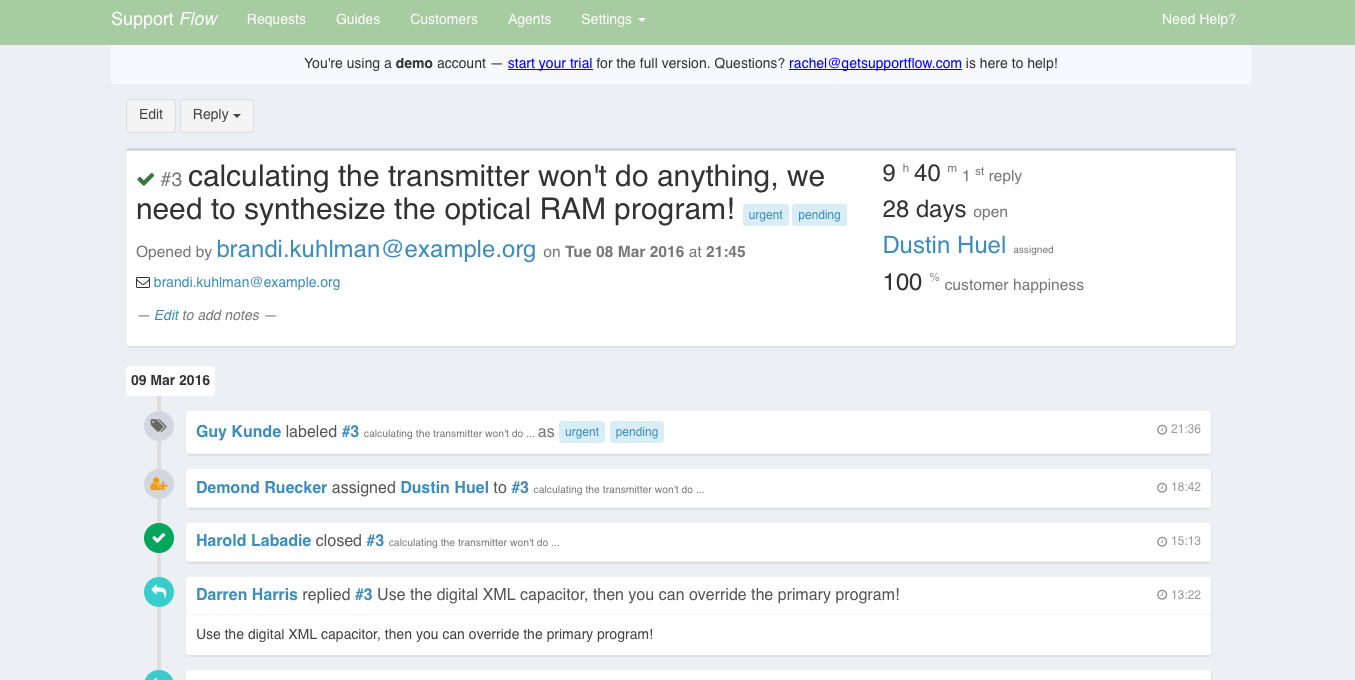 Support Flow Requests Guides Customers Agents Settings Need Help?
You're using a demo account — start your trial for the full version. Questions? rachel@getsupportflow.com is here to help!
Edit Reply
#3 calculating the transmitter won't do anything, we
need to synthesize the optical RAM program! urgent pending
Opened by brandi.kuhlman@example.org on Tue 08 Mar 2016 at 21:45
brandi.kuhlman@example.org
— Edit to add notes —
9 h 40 m 1 st reply
28 days open
Dustin Huel assigned
100 % customer happiness
09 Mar 2016
Guy Kunde labeled #3 calculating the transmitter won't do ... as urgent pending 21:36
Demond Ruecker assigned Dustin Huel to #3 calculating the transmitter won't do ... 18:42
Harold Labadie closed #3 calculating the transmitter won't do ... 15:13
Darren Harris replied #3 Use the digital XML capacitor, then you can override the primary program! 13:22
Use the digital XML capacitor, then you can override the primary program!